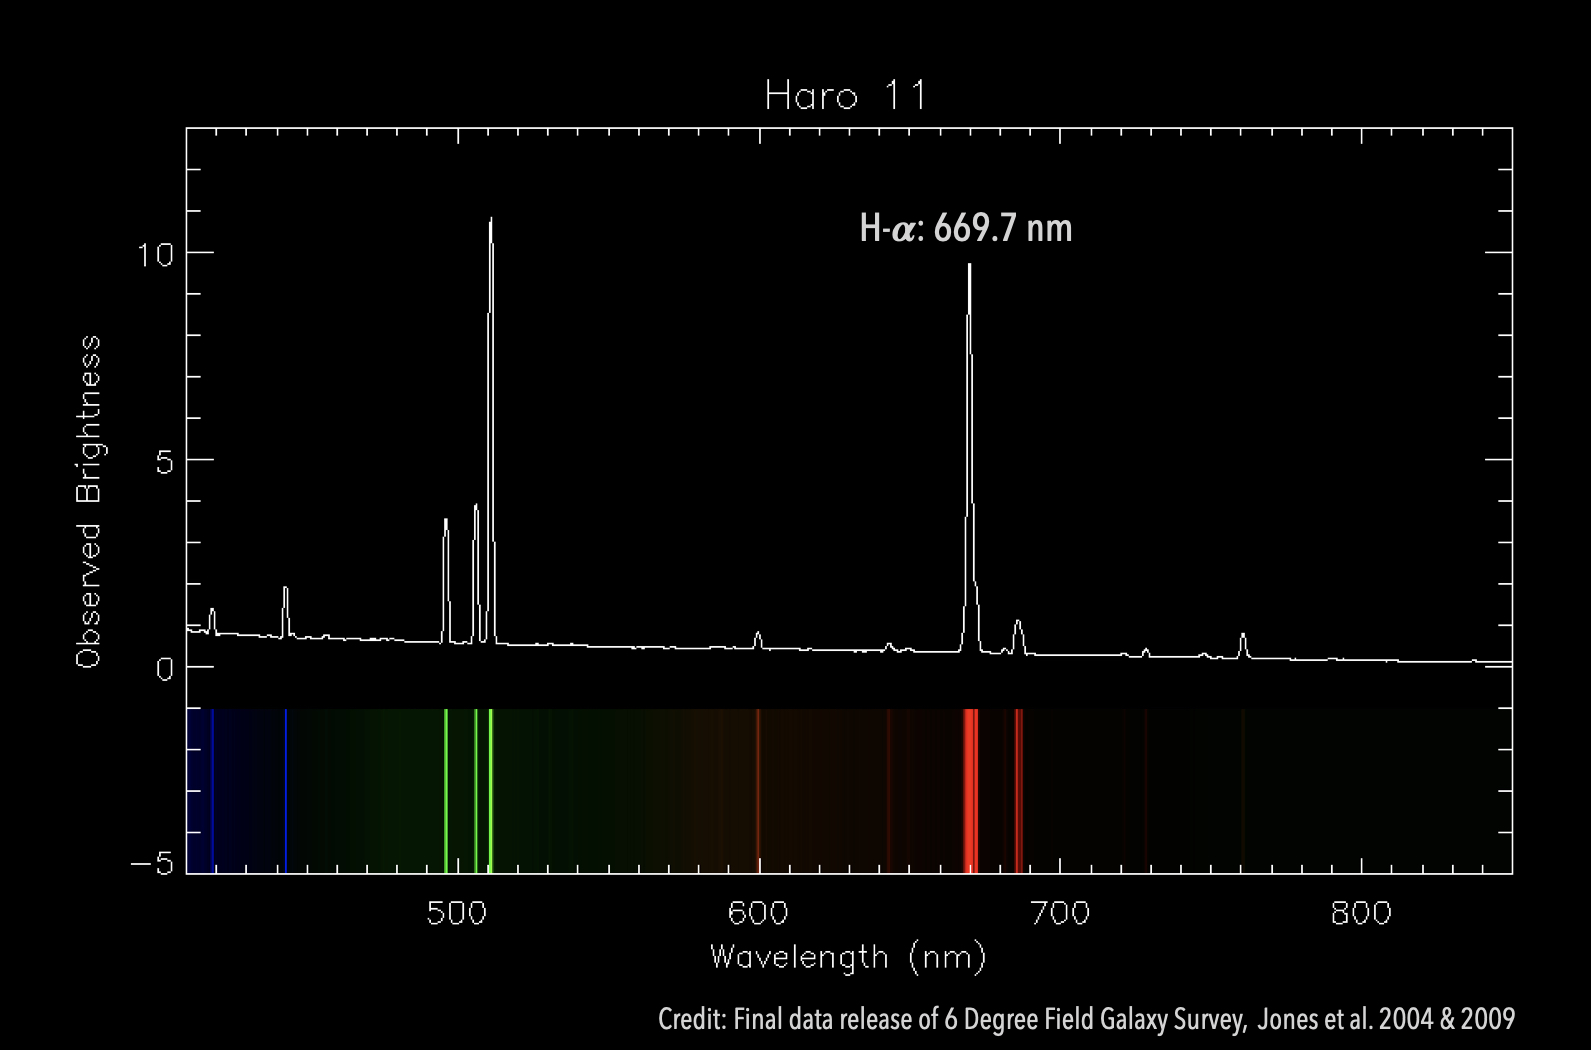 Haro 11
H-α: 669.7 nm
10
5
0
−5
Observed Brightness
500 600 700 800
Wavelength (nm)
Credit: Final data release of 6 Degree Field Galaxy Survey, Jones et al. 2004 & 2009